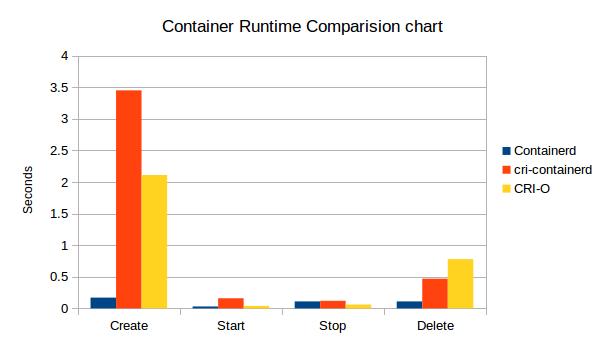 Container Runtime Comparision chart
4
3.5
3
2.5
2
1.5
1
0.5
0
Seconds
Create
Start
Stop
Delete
Containerd
cri-containerd
CRI-O